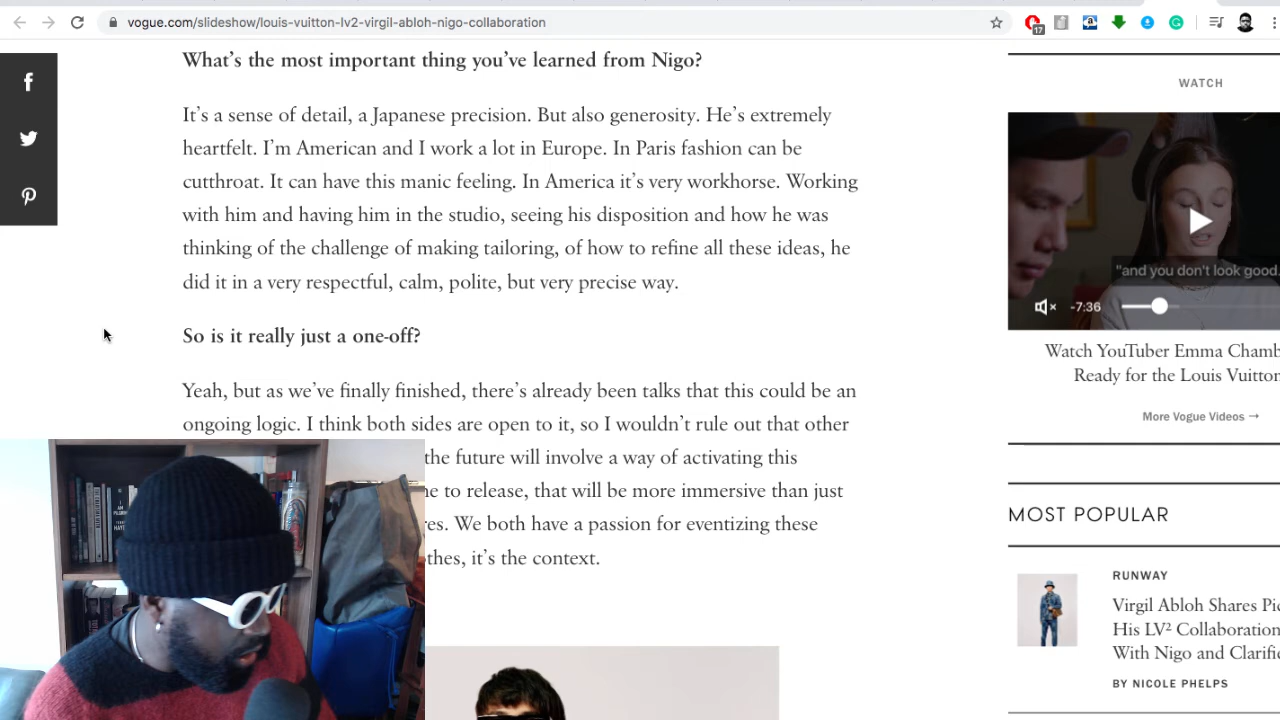 vogue.com/slideshow/louis-vuitton-lv2-virgil-abloh-nigo-collaboration
17
What's the most important thing you've learned from Nigo?
It's a sense of detail, a Japanese precision. But also generosity. He's extremely
heartfelt. I'm American and I work a lot in Europe. In Paris fashion can be
cutthroat. It can have this manic feeling. In America it's very workhorse. Working
with him and having him in the studio, seeing his disposition and how he was
thinking of the challenge of making tailoring, of how to refine all these ideas, he
did it in a very respectful, calm, polite, but very precise way.
So is it really just a one-off?
Yeah, but as we've finally finished, there's already been talks that this could be an
ongoing logic. I think both sides are open to it, so I wouldn't rule out that other
the future will involve a way of activating this
to release, that will be more immersive than just
We both have a passion for eventizing these
it's the context.
WATCH
"and you don't look good.
-7:36
Watch YouTuber Emma Chamb
Ready for the Louis Vuitton
More Vogue Videos →
MOST POPULAR
RUNWAY
Virgil Abloh Shares Pi
His LV² Collaboration
With Nigo and Clarifi
BY NICOLE PHELPS